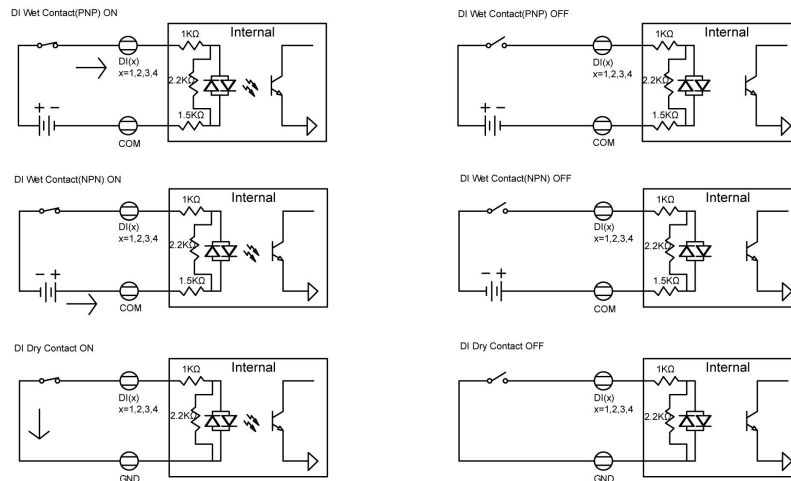 DI Wet Contact(PNP) ON
1KΩ
Internal
DI(x)
x=1,2,3,4
2.2KΩ
+ -
1.5KΩ
COM
DI Wet Contact(PNP) OFF
1KΩ
Internal
DI(x)
x=1,2,3,4
2.2KΩ
+ -
1.5KΩ
COM
DI Wet Contact(NPN) ON
1KΩ
Internal
DI(x)
x=1,2,3,4
2.2KΩ
- +
1.5KΩ
COM
DI Wet Contact(NPN) OFF
1KΩ
Internal
DI(x)
x=1,2,3,4
2.2KΩ
- +
1.5KΩ
COM
DI Dry Contact ON
1KΩ
Internal
DI(x)
x=1,2,3,4
2.2KΩ
GND
DI Dry Contact OFF
1KΩ
Internal
DI(x)
x=1,2,3,4
2.2KΩ
GND